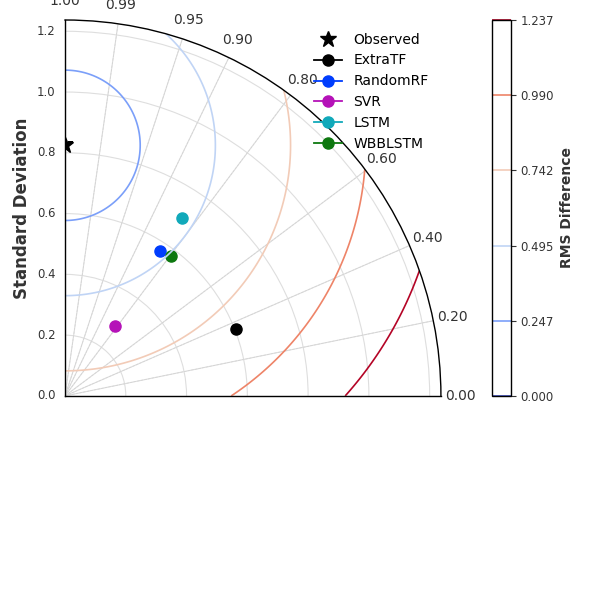 1.00
0.99
0.95
0.90
0.80
0.60
0.40
0.20
0.00
1.2
1.0
0.8
0.6
0.4
0.2
0.0
Standard Deviation
Observed
ExtraTF
RandomRF
SVR
LSTM
WBBLSTM
1.237
0.990
0.742
0.495
0.247
0.000
RMS Difference